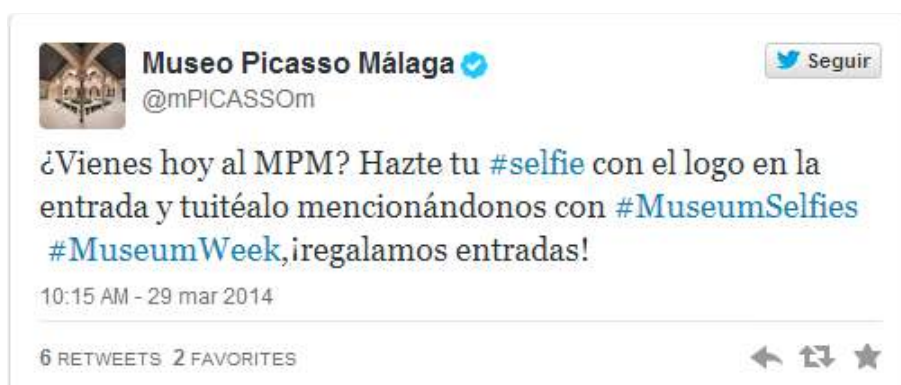 Museo Picasso Málaga
Seguir
@mPICASSOm
¿Vienes hoy al MPM? Hazte tu #selfie con el logo en la
entrada y tuitéalo mencionándonos con #MuseumSelfies
#MuseumWeek,¡regalamos entradas!
10:15 AM - 29 mar 2014
6 RETWEETS 2 FAVORITES